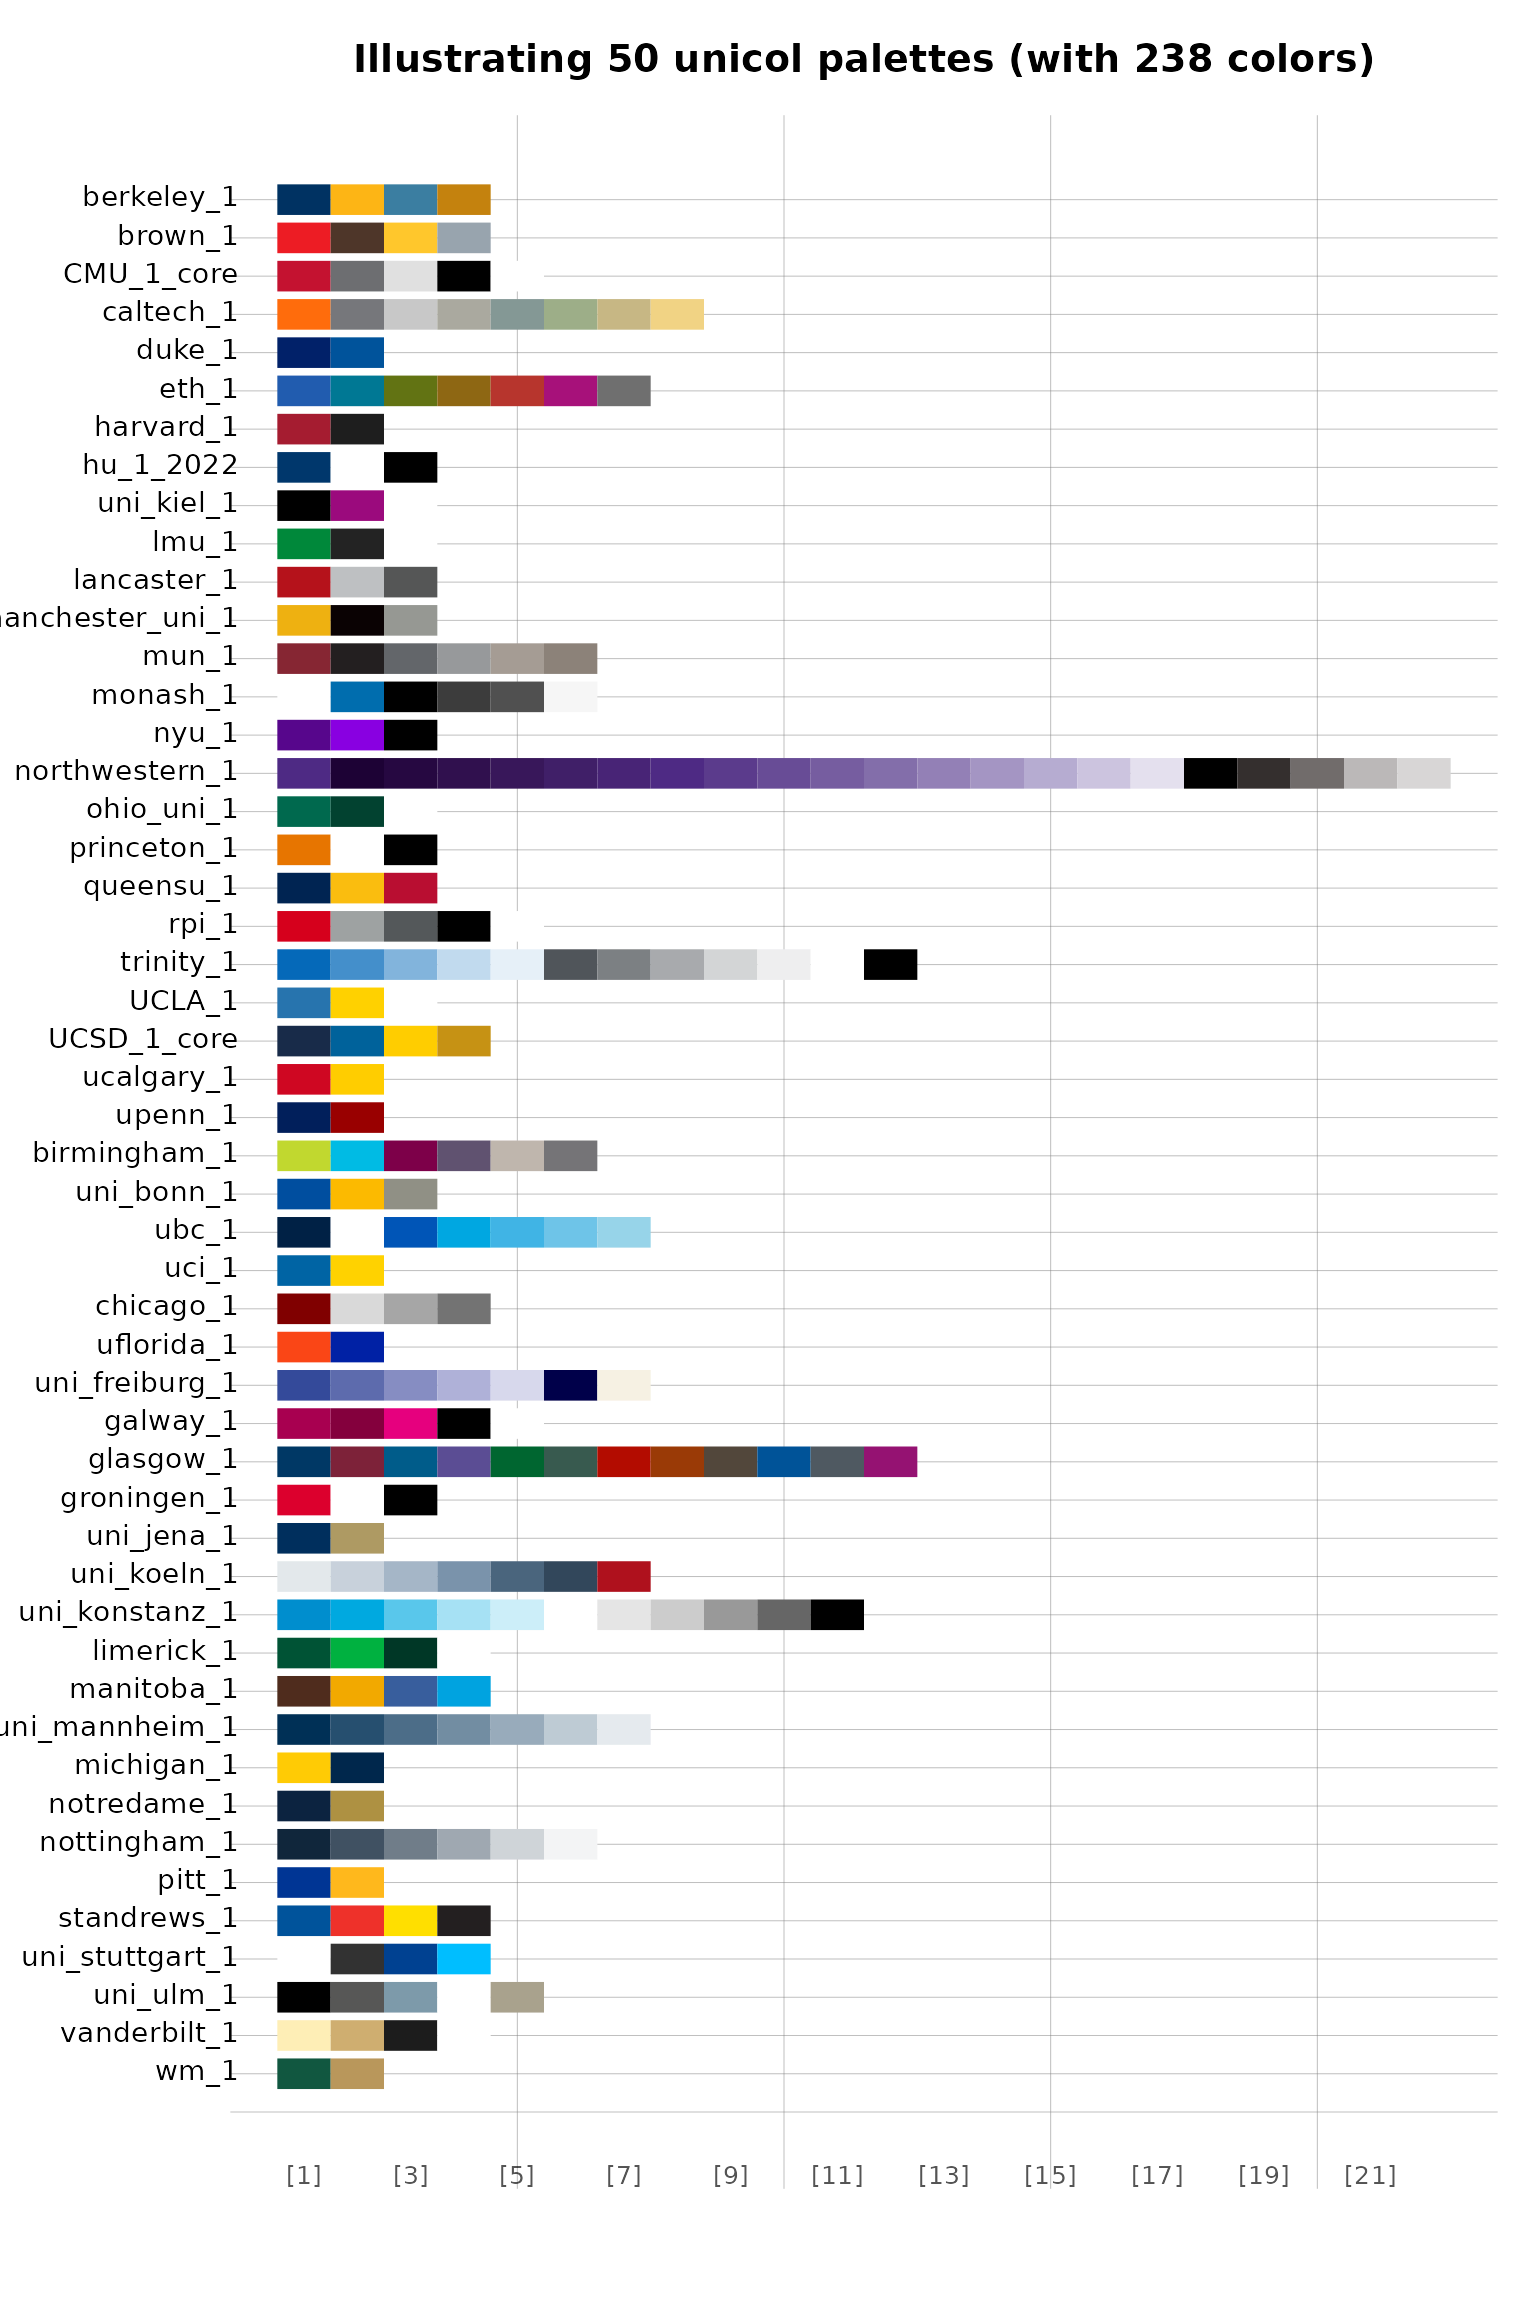 Illustrating 50 unicol palettes (with 238 colors)
berkeley_1
brown_1
CMU_1_core
caltech_1
duke_1
eth_1
harvard_1
hu_1_2022
uni_kiel_1
lmu_1
lancaster_1
anchester_uni_1
mun_1
monash_1
nyu_1
northwestern_1
ohio_uni_1
princeton_1
queensu_1
rpi_1
trinity_1
UCLA_1
UCSD_1_core
ucalgary_1
upenn_1
birmingham_1
uni_bonn_1
ubc_1
uci_1
chicago_1
uflorida_1
uni_freiburg_1
galway_1
glasgow_1
groningen_1
uni_jena_1
uni_koeln_1
uni_konstanz_1
limerick_1
manitoba_1
uni_mannheim_1
michigan_1
notredame_1
nottingham_1
pitt_1
standrews_1
uni_stuttgart_1
uni_ulm_1
vanderbilt_1
wm_1
[1] [3] [5] [7] [9] [11] [13] [15] [17] [19] [21]